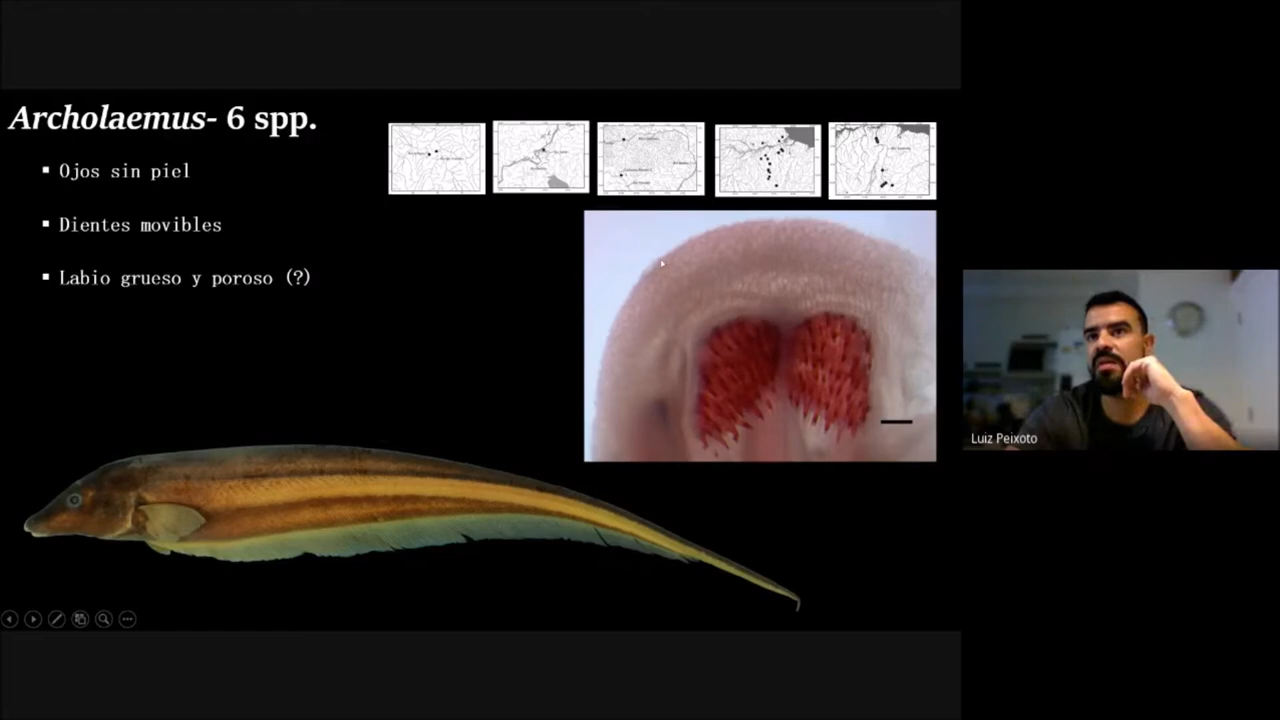 Archolaemus- 6 spp.
▪ Ojos sin piel
▪ Dientes movibles
▪ Labio grueso y poroso (?)
Luiz Peixoto